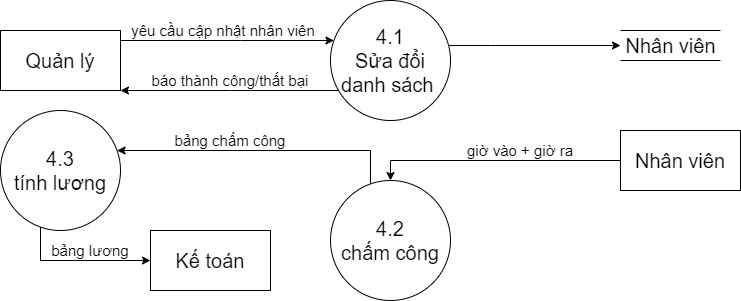 Quản lý
yêu cầu cập nhật nhân viên
báo thành công/thất bại
4.1
Sửa đổi
danh sách
Nhân viên
4.3
tính lương
bảng chấm công
giờ vào + giờ ra
Nhân viên
4.2
chấm công
bảng lương
Kế toán